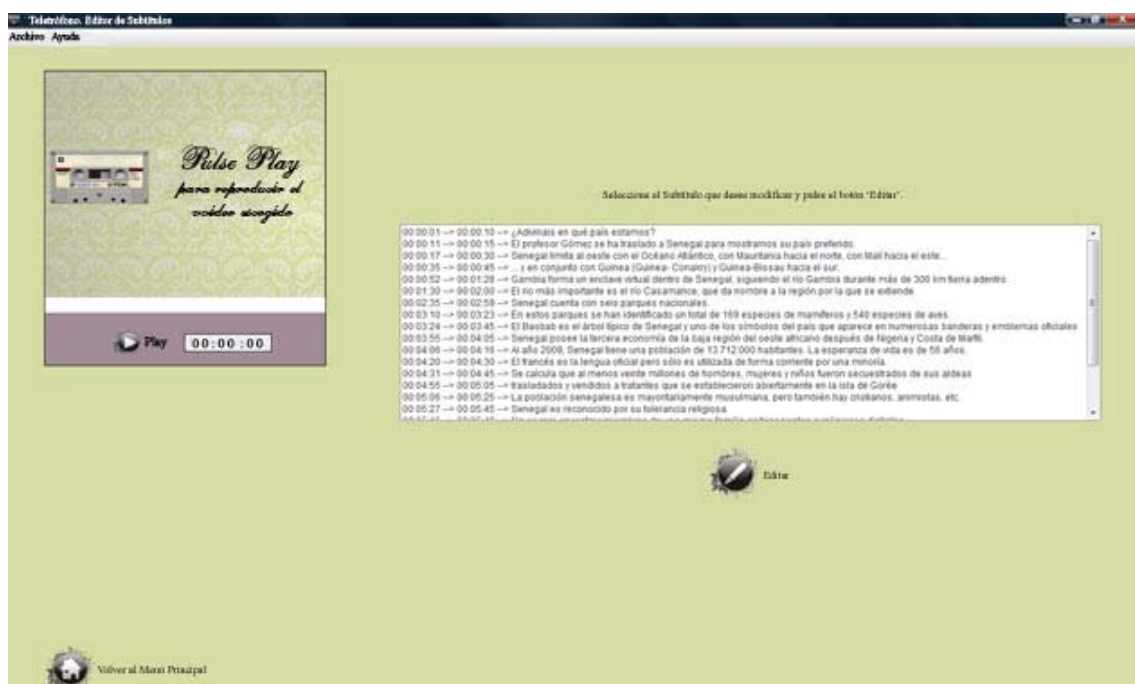 Teletrófono. Editor de Subtítulos
Archivo Ayuda
Pulse Play
para reproducir el
vídeo escogido
Play 00:00 :00
Seleccione el Subtítulo que desee modificar y pulse el botón "Editar".
00:00:01 --> 00:00:10 --> ¿Adivinais en qué país estamos?
00:00:11 --> 00:00:15 --> El profesor Gómez se ha traslado a Senegal para mostrarnos su país preferido.
00:00:17 --> 00:00:30 --> Senegal limita al oeste con el Océano Atlántico, con Mauritania hacia el norte, con Malí hacia el este...
00:00:35 --> 00:00:45 --> ... y en conjunto con Guinea (Guinea- Conakry) y Guinea-Bissau hacia el sur.
00:00:52 --> 00:01:28 --> Gambia forma un enclave virtual dentro de Senegal, siguiendo el río Gambia durante más de 300 km tierra adentro.
00:01:30 --> 00:02:00 --> El río más importante es el río Casamance, que da nombre a la región por la que se extiende.
00:02:35 --> 00:02:59 --> Senegal cuenta con seis parques nacionales.
00:03:10 --> 00:03:23 --> En estos parques se han identificado un total de 169 especies de mamíferos y 540 especies de aves.
00:03:24 --> 00:03:45 --> El Baobab es el árbol típico de Senegal y uno de los símbolos del país que aparece en numerosas banderas y emblemas oficiales
00:03:55 --> 00:04:05 --> Senegal posee la tercera economía de la baja región del oeste africano después de Nigeria y Costa de Marfil.
00:04:06 --> 00:04:19 --> Al año 2009, Senegal tiene una población de 13.712.000 habitantes. La esperanza de vida es de 56 años.
00:04:20 --> 00:04:30 --> El francés es la lengua oficial pero sólo es utilizada de forma corriente por una minoría.
00:04:31 --> 00:04:45 --> Se calcula que al menos veinte millones de hombres, mujeres y niños fueron secuestrados de sus aldeas
00:04:55 --> 00:05:05 --> trasladados y vendidos a tratantes que se establecieron abiertamente en la isla de Gorée
00:05:06 --> 00:05:25 --> La población senegalesa es mayoritariamente musulmana, pero también hay cristianos, animistas, etc.
00:05:27 --> 00:05:45 --> Senegal es reconocido por su tolerancia religiosa.
Editar
Volver al Menú Principal